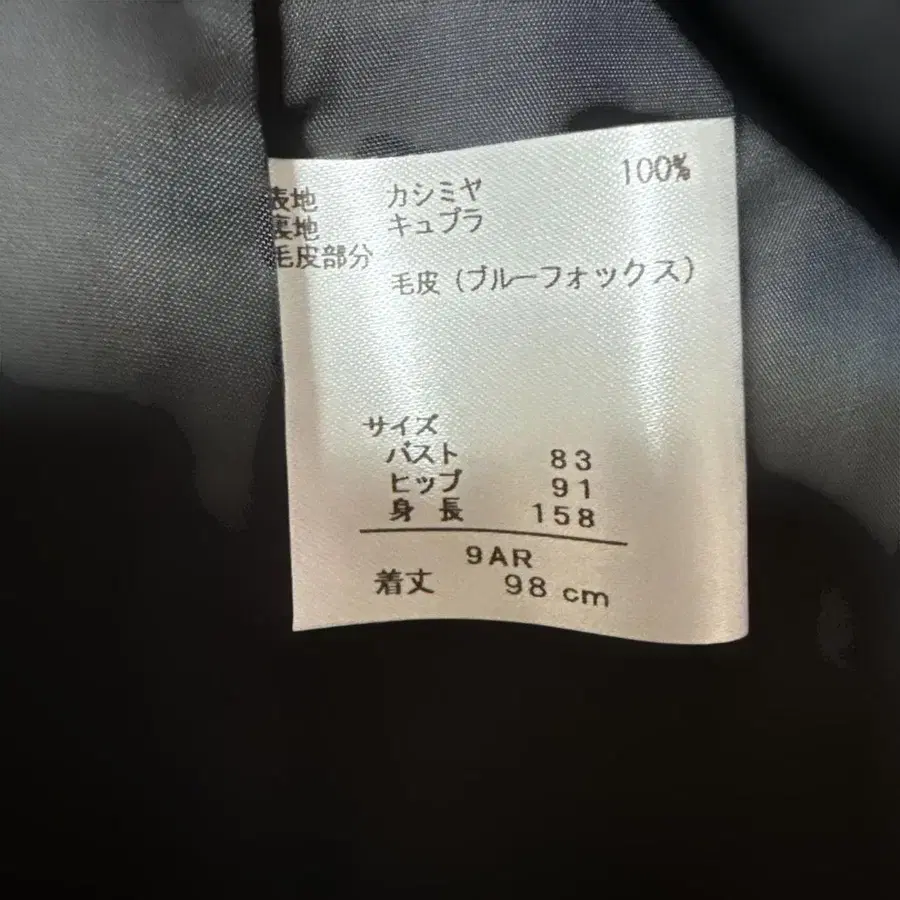 表地 カシミヤ 100%
裏地 キュプラ
毛皮部分
毛皮（ブルーフォックス）
サイズ
バスト 83
ヒップ 91
身長 158
9AR
着丈 98 cm